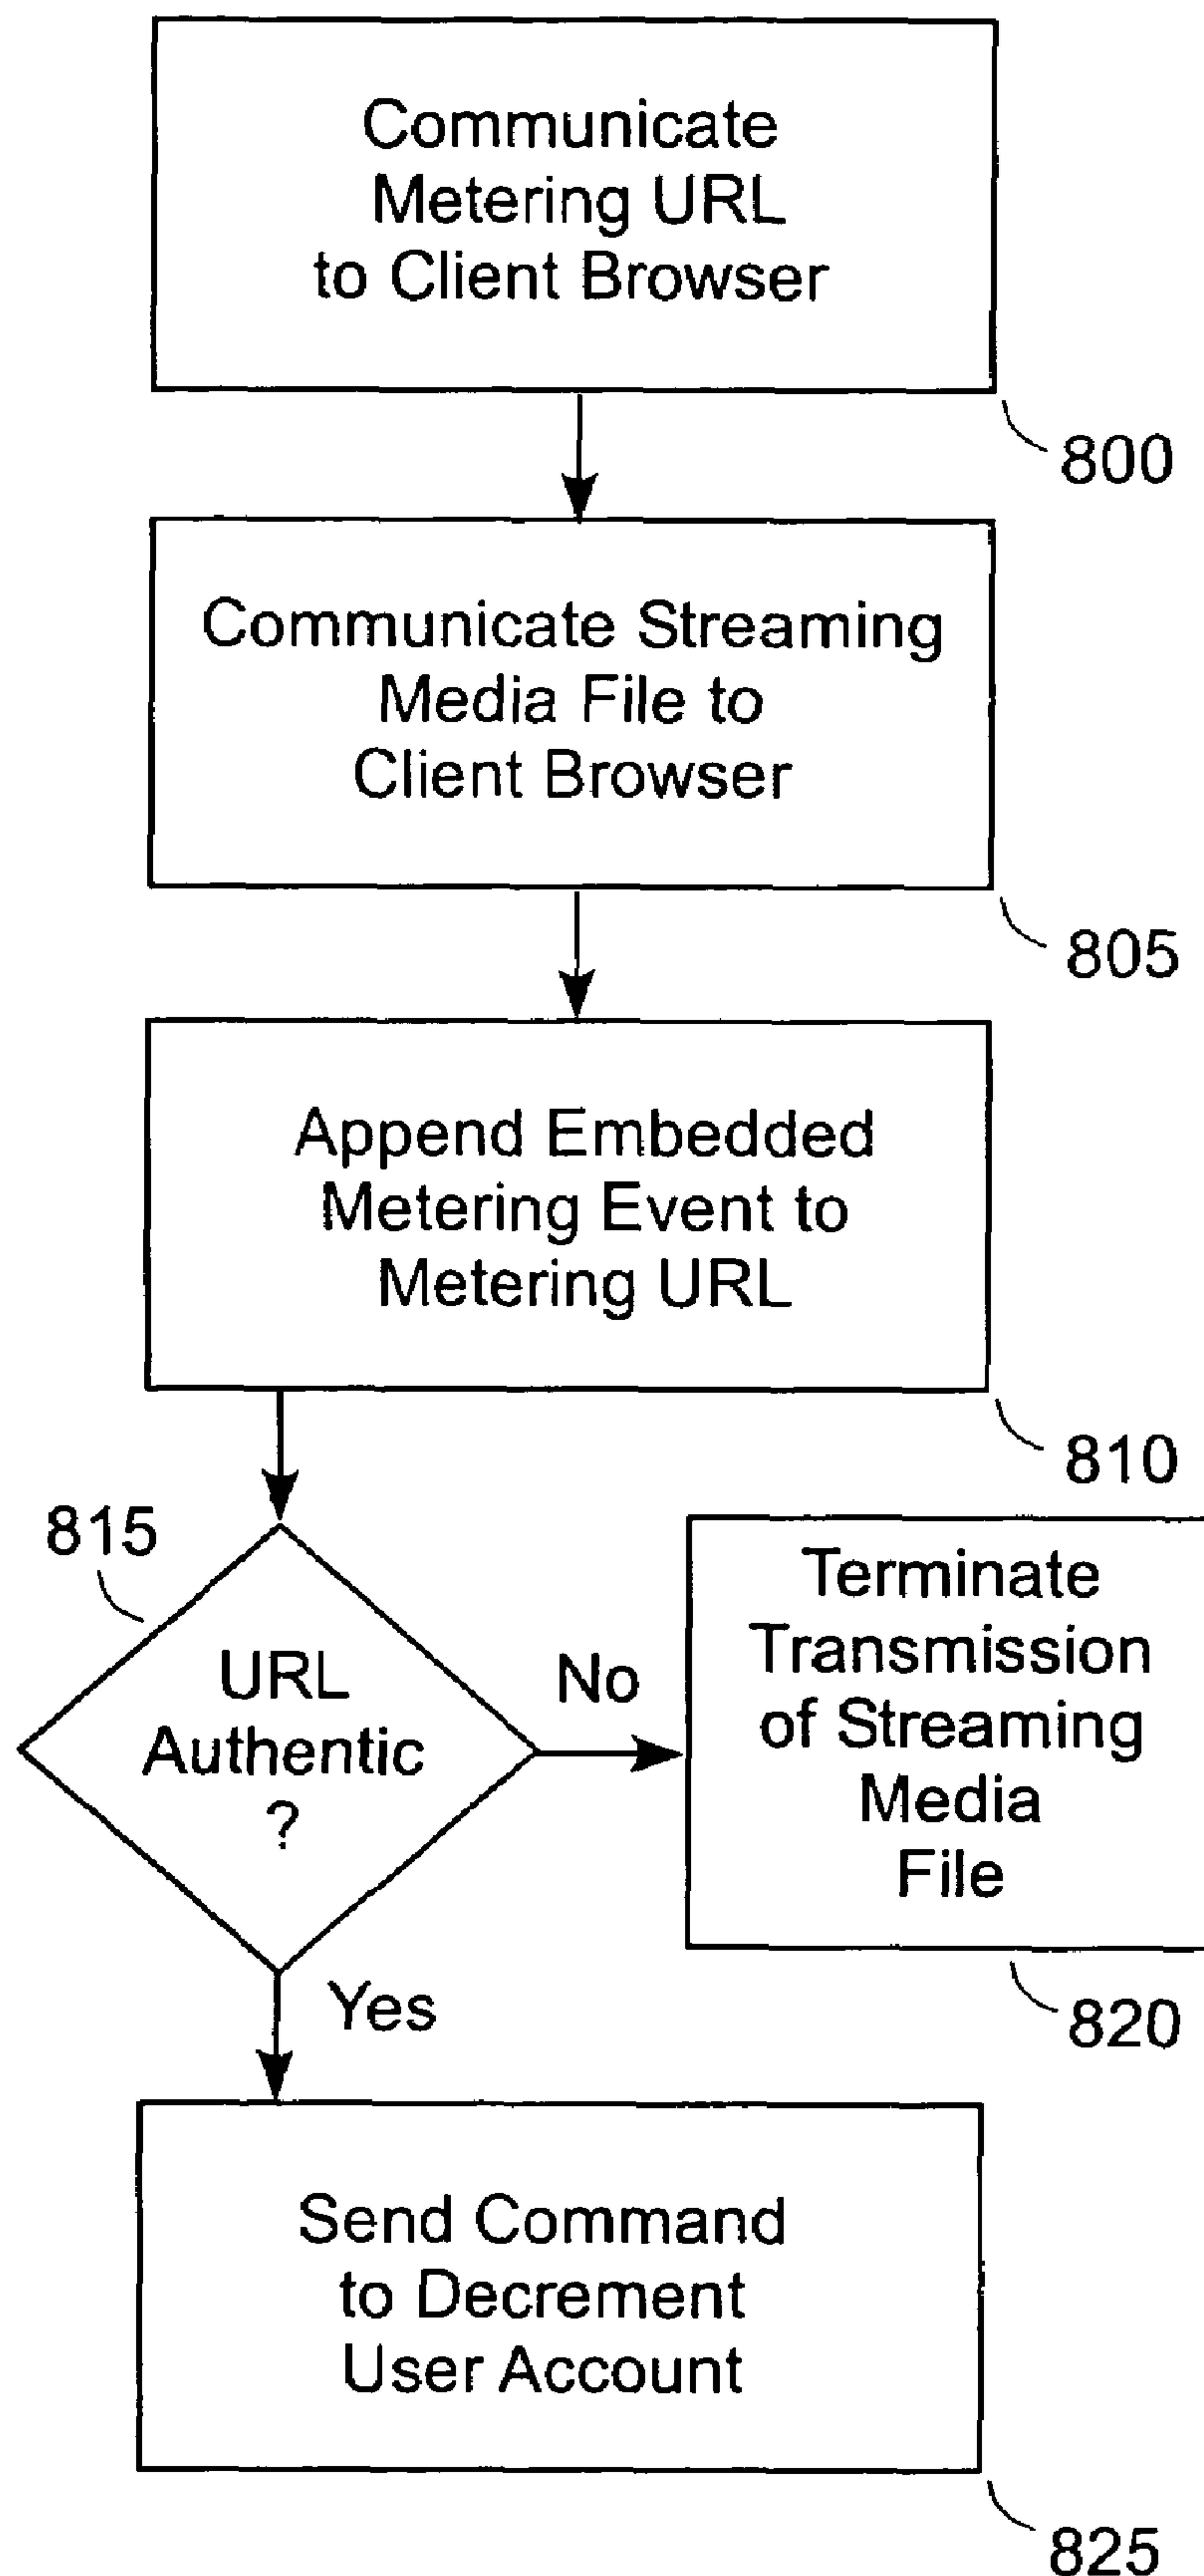 Communicate
Metering URL
to Client Browser
800
Communicate Streaming
Media File to
Client Browser
805
Append Embedded
Metering Event to
Metering URL
810
815
URL
Authentic
?
No
Terminate
Transmission
of Streaming
Media
File
820
Yes
Send Command
to Decrement
User Account
825